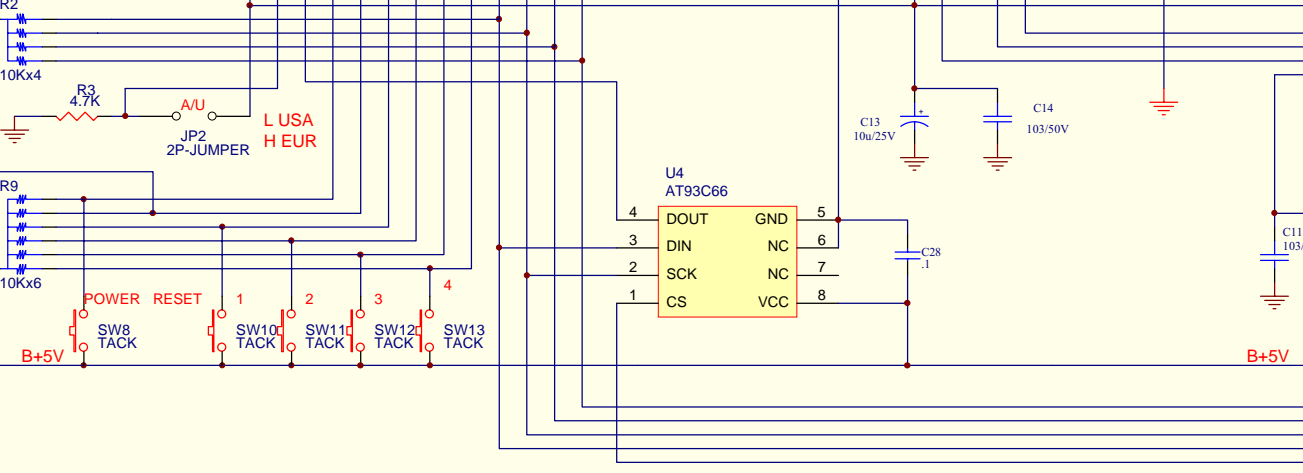 R2
10Kx4
R3
4.7K
A/U
JP2
2P-JUMPER
L USA
H EUR
C13
10u/25V
+
C14
103/50V
U4
AT93C66
4 DOUT GND 5
3 DIN NC 6
2 SCK NC 7
1 CS VCC 8
C28
.1
C11
103/
R9
10Kx6
POWER RESET 1 2 3 4
SW8
TACK
SW10
TACK
SW11
TACK
SW12
TACK
SW13
TACK
B+5V
B+5V